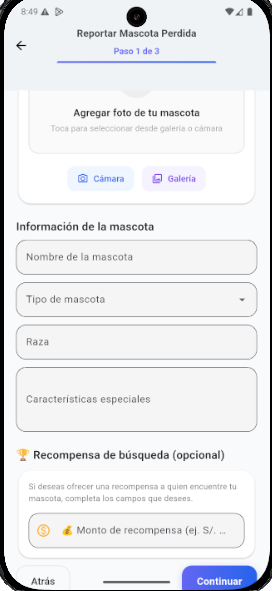 8:49
Reportar Mascota Perdida
Paso 1 de 3
Agregar foto de tu mascota
Toca para seleccionar desde galería o cámara
Cámara
Galería
Información de la mascota
Nombre de la mascota
Tipo de mascota
Raza
Características especiales
🏆 Recompensa de búsqueda (opcional)
Si deseas ofrecer una recompensa a quien encuentre tu
mascota, completa los campos que desees.
💰 Monto de recompensa (ej. S/. ...
Atrás
Continuar